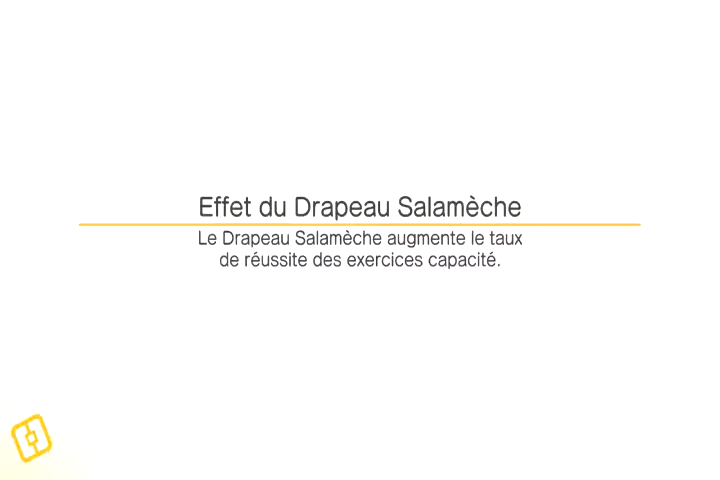 Effet du Drapeau Salamèche
Le Drapeau Salamèche augmente le taux
de réussite des exercices capacité.